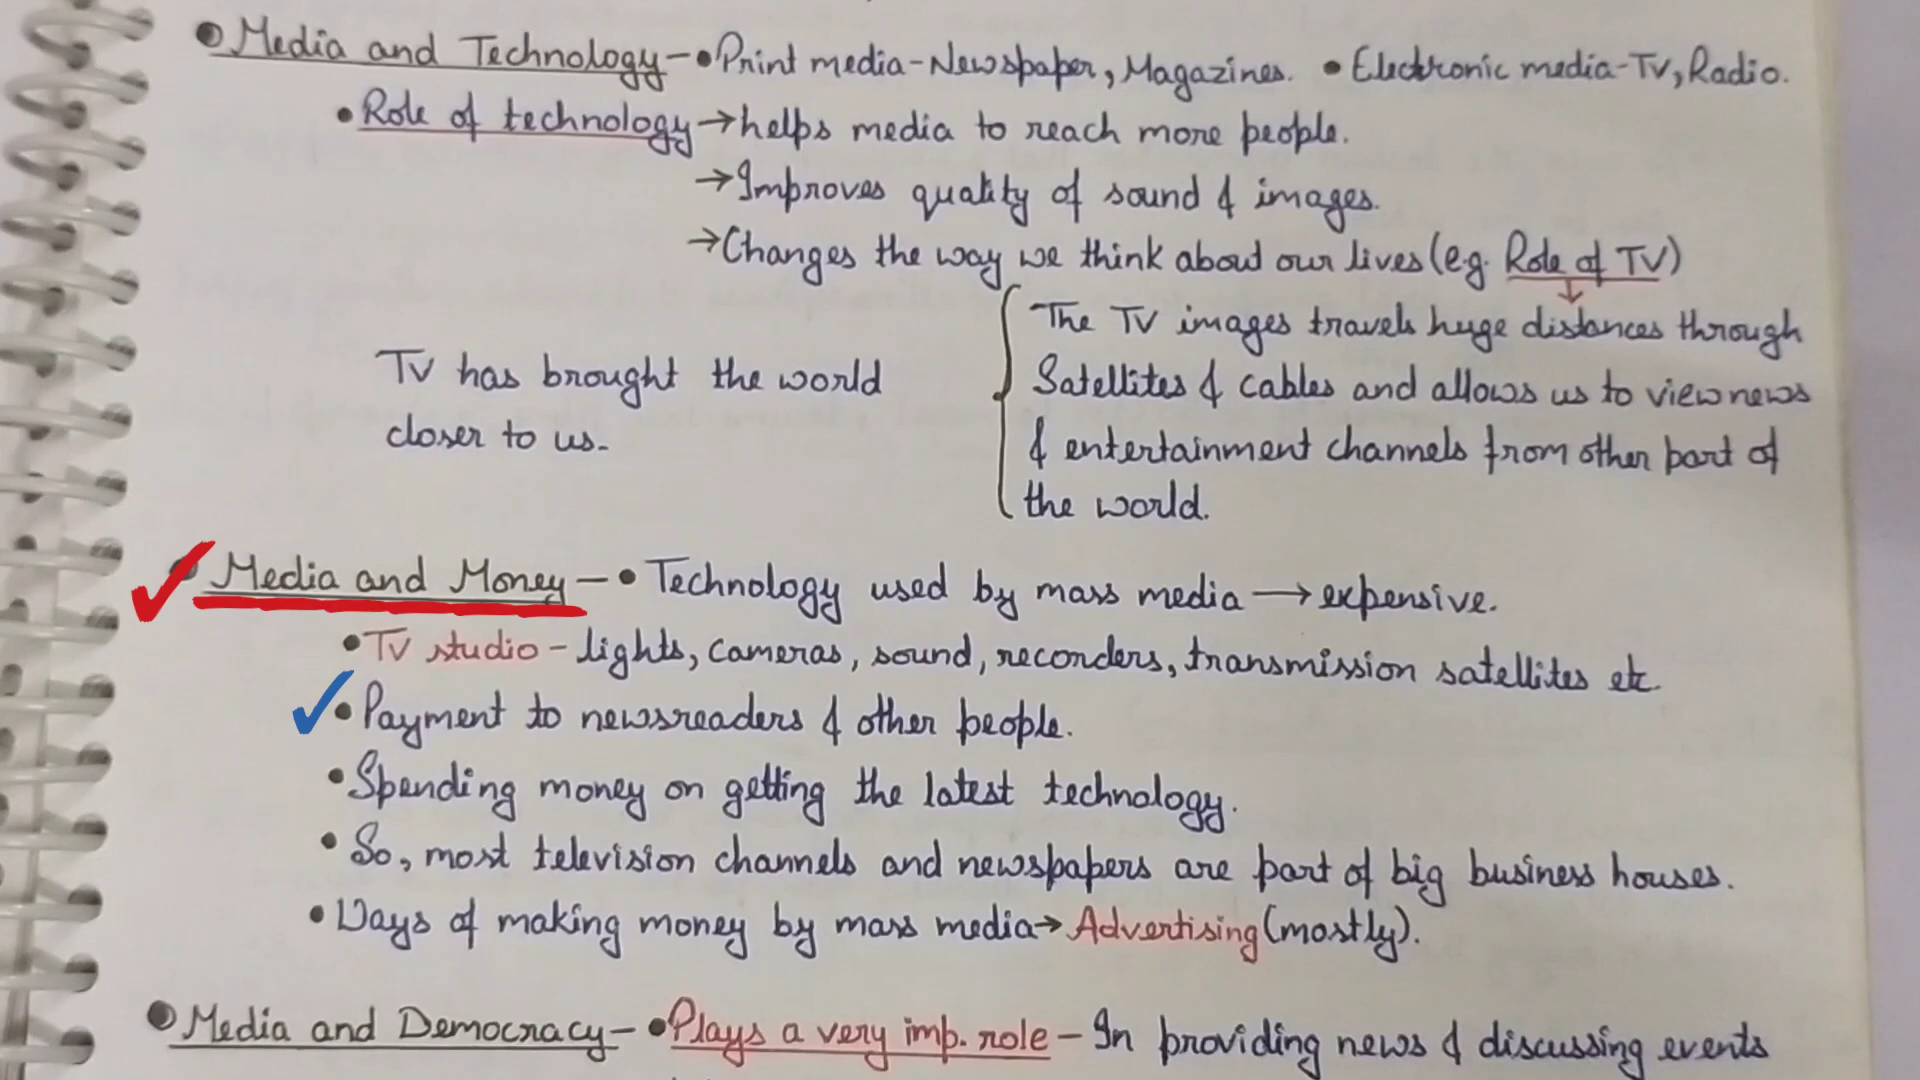 • Media and Technology - • Print media - Newspaper, Magazines. • Electronic media - TV, Radio.
• Role of technology → helps media to reach more people.
→ Improves quality of sound & images.
→ Changes the way we think about our lives (e.g. Role of TV)
TV has brought the world
closer to us.
The TV images travels huge distances through
Satellites & cables and allows us to view news
& entertainment channels from other part of
the world.
• Media and Money - • Technology used by mass media → expensive.
• TV studio - lights, cameras, sound, recorders, transmission satellites etc.
• Payment to newsreaders & other people.
• Spending money on getting the latest technology.
• So, most television channels and newspapers are part of big business houses.
• Ways of making money by mass media → Advertising (mostly).
• Media and Democracy - • Plays a very imp. role - In providing news & discussing events